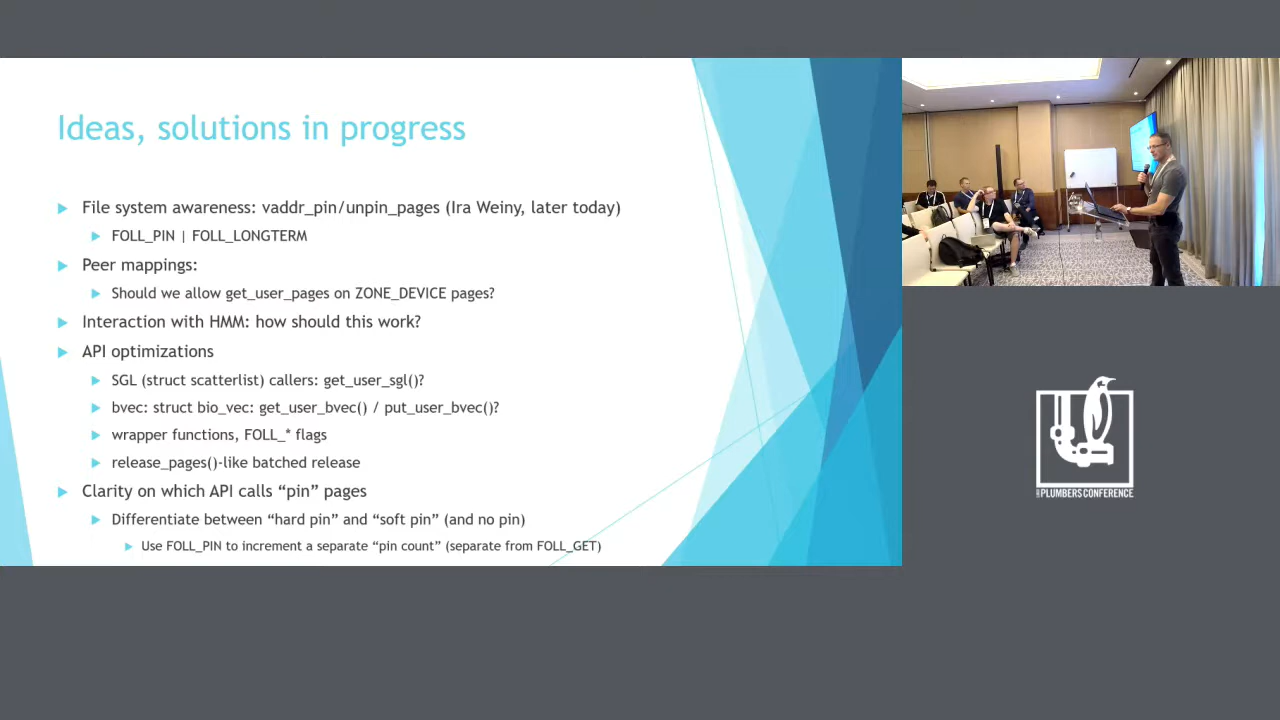 Ideas, solutions in progress
File system awareness: vaddr_pin/unpin_pages (Ira Weiny, later today)
FOLL_PIN | FOLL_LONGTERM
Peer mappings:
Should we allow get_user_pages on ZONE_DEVICE pages?
Interaction with HMM: how should this work?
API optimizations
SGL (struct scatterlist) callers: get_user_sgl()?
bvec: struct bio_vec: get_user_bvec() / put_user_bvec()?
wrapper functions, FOLL_* flags
release_pages()-like batched release
Clarity on which API calls “pin” pages
Differentiate between “hard pin” and “soft pin” (and no pin)
Use FOLL_PIN to increment a separate “pin count” (separate from FOLL_GET)
PLUMBERS CONFERENCE